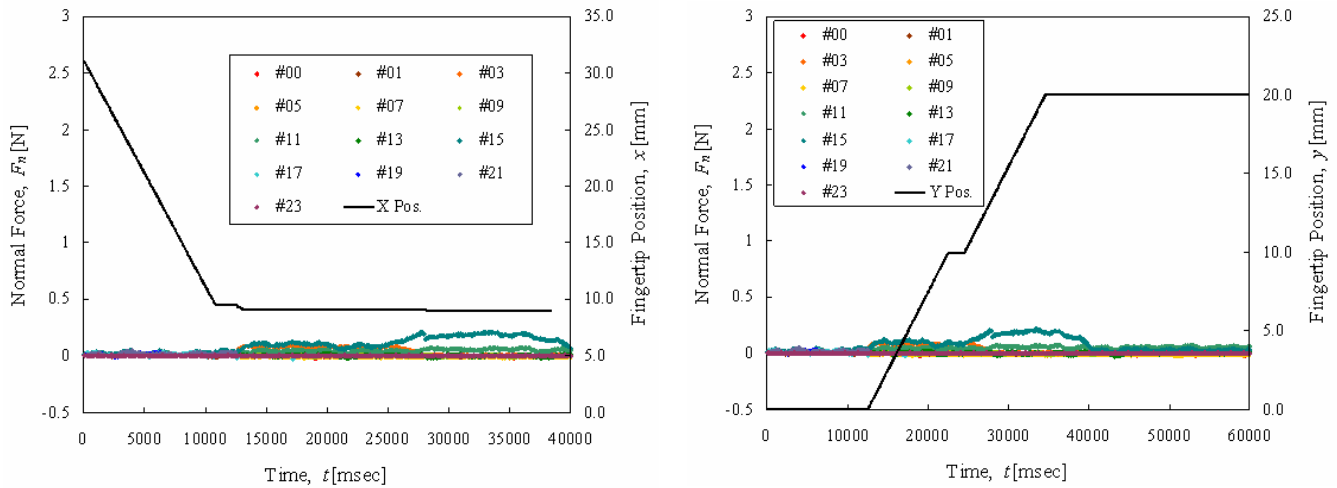 3
2.5
2
1.5
1
0.5
0
-0.5
Normal Force, Fn [N]
35.0
30.0
25.0
20.0
15.0
10.0
5.0
0.0
Fingertip Position, x [mm]
#00 #01 #03
#05 #07 #09
#11 #13 #15
#17 #19 #21
#23 X Pos.
0 5000 10000 15000 20000 25000 30000 35000 40000
Time, t [msec]
3
2.5
2
1.5
1
0.5
0
-0.5
Normal Force, Fn [N]
25.0
20.0
15.0
10.0
5.0
0.0
Fingertip Position, y [mm]
#00 #01
#03 #05
#07 #09
#11 #13
#15 #17
#19 #21
#23 Y Pos.
0 10000 20000 30000 40000 50000 60000
Time, t [msec]